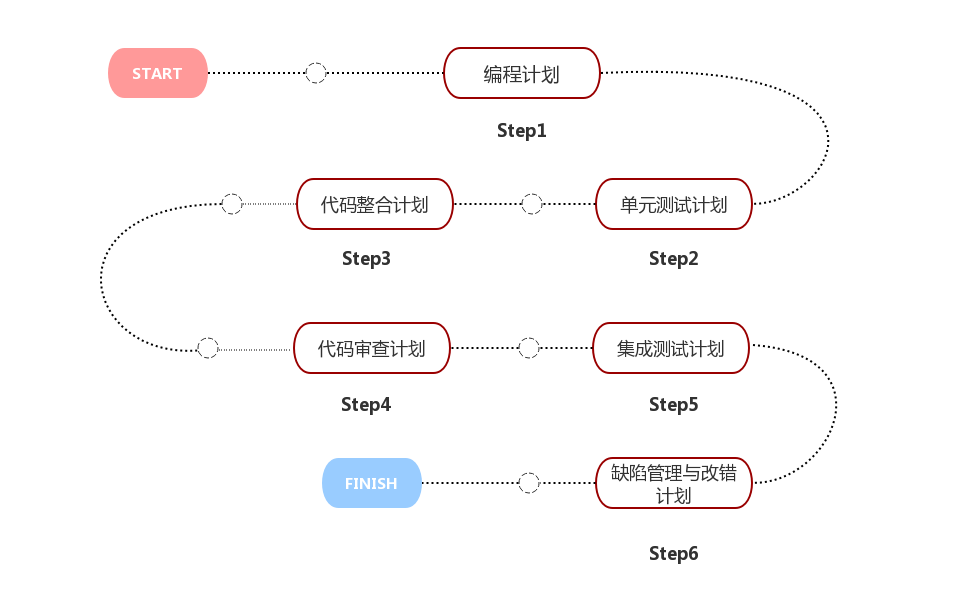 START
编程计划
Step1
单元测试计划
Step2
代码整合计划
Step3
代码审查计划
Step4
集成测试计划
Step5
缺陷管理与改错
计划
Step6
FINISH